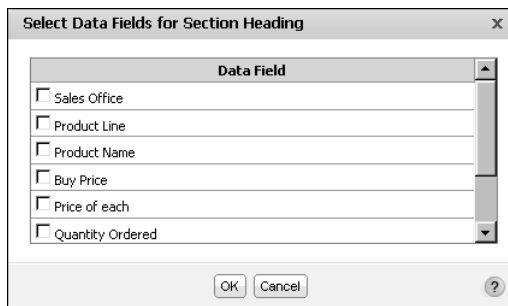 Select Data Fields for Section Heading x
Data Field
Sales Office
Product Line
Product Name
Buy Price
Price of each
Quantity Ordered
OK Cancel ?